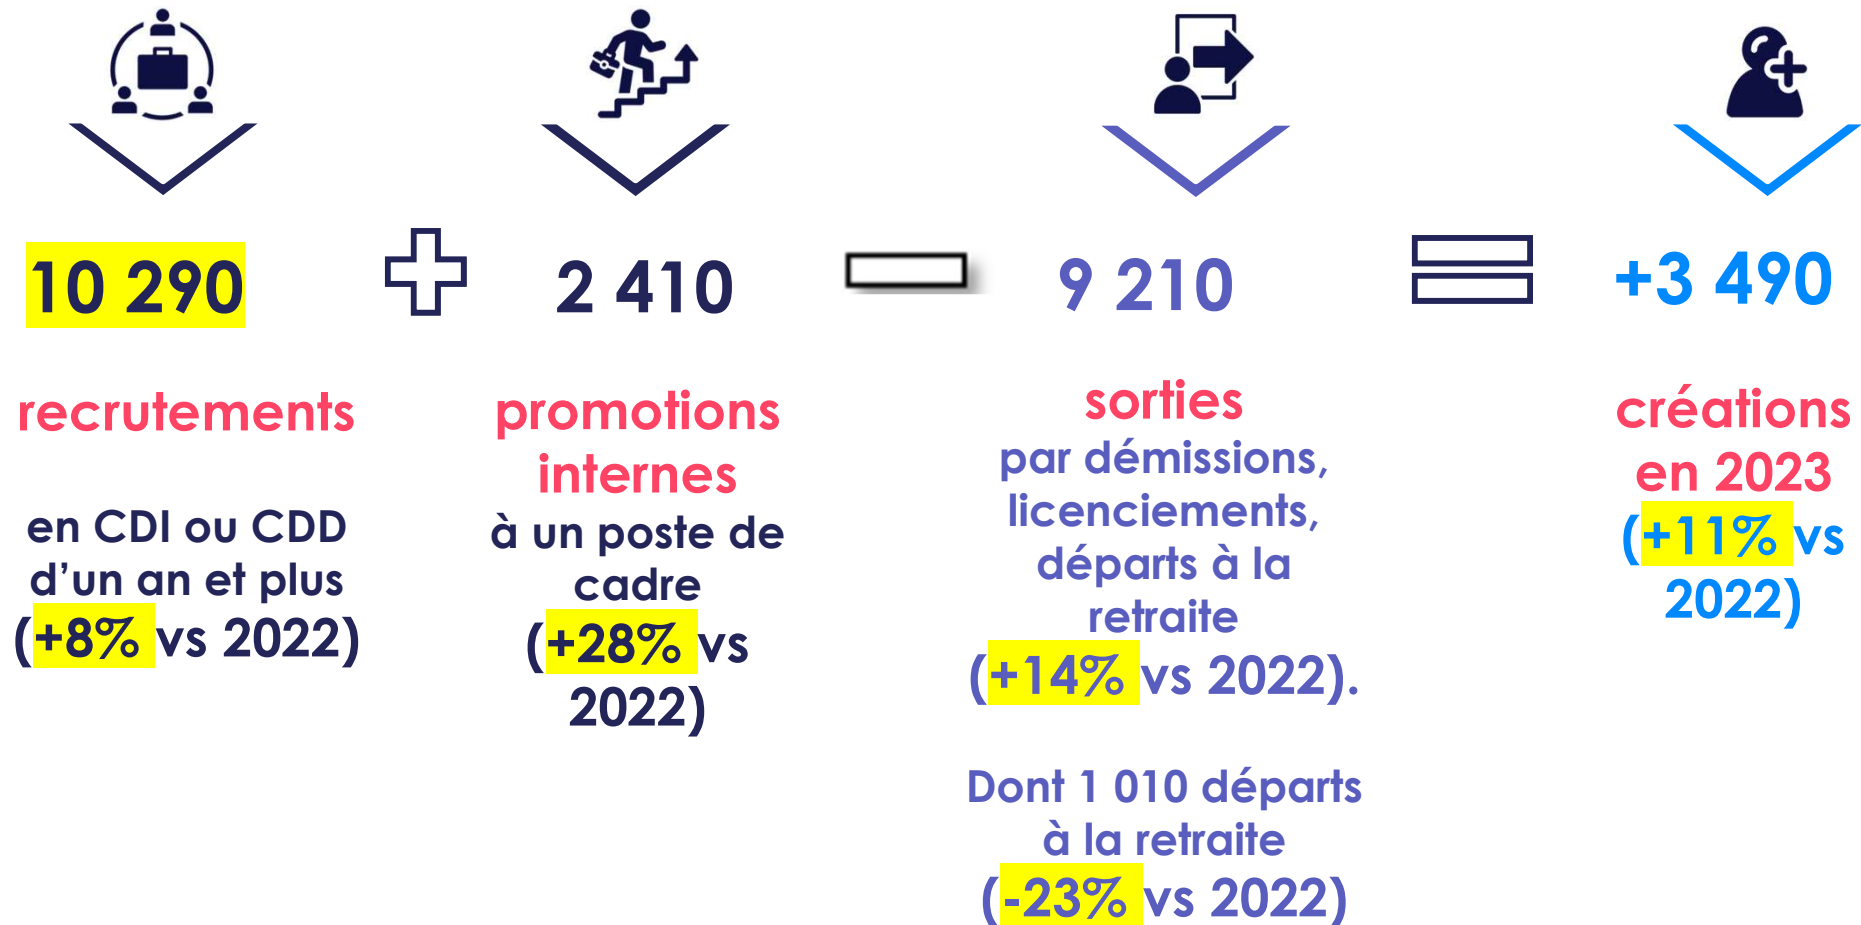 10 290
recrutements
en CDI ou CDD
d’un an et plus
(+8% vs 2022)
2 410
promotions
internes
à un poste de
cadre
(+28% vs
2022)
9 210
sorties
par démissions,
licenciements,
départs à la
retraite
(+14% vs 2022).
Dont 1 010 départs
à la retraite
(-23% vs 2022)
+3 490
créations
en 2023
(+11% vs
2022)